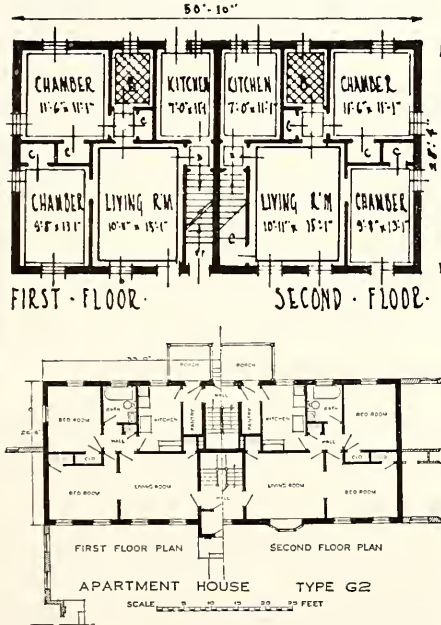 50'-10"
CHAMBER
11'-6" x 11'-1"
B
KITCHEN
7'-0" x 11'1
KITCHEN
7'-0" x 11'-1"
B
CHAMBER
11'-6" x 11'-1"
C
C
C
C
C
C
CHAMBER
9'-8" x 13'1
LIVING R'M
10'-11" x 15'-1"
LIVING R'M
10'-11" x 15'-1"
CHAMBER
9'-8" x 13'-1"
C
UP
FIRST · FLOOR ·
SECOND · FLOOR ·
PORCH
PORCH
HALL
BED ROOM
BATH
KITCHEN
PANTRY
PANTRY
KITCHEN
BATH
BED ROOM
HALL
HALL
CLO
CLO
BED ROOM
LIVING ROOM
HALL
LIVING ROOM
BED ROOM
FIRST FLOOR PLAN
SECOND FLOOR PLAN
APARTMENT HOUSE TYPE G2
SCALE 5 10 15 20 25 FEET